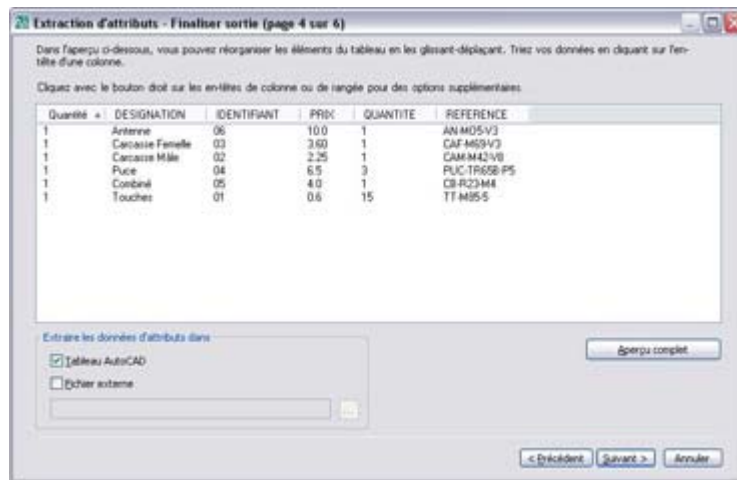 Extraction d'attributs - Finaliser sortie (page 4 sur 6)
Dans l'aperçu ci-dessous, vous pouvez réorganiser les éléments du tableau en les glissant-déplaçant. Triez vos données en cliquant sur l'en-
tête d'une colonne.
Cliquez avec le bouton droit sur les en-têtes de colonne ou de rangée pour des options supplémentaires.
Quantité DESIGNATION IDENTIFIANT PRIX QUANTITE REFERENCE
1 Antenne 06 10.0 1 AN-MO5-V3
1 Carcasse Femelle 03 3.60 1 CAF-M69-V3
1 Carcasse Mâle 02 2.25 1 CAM-M42-V8
1 Puce 04 6.5 3 PUC-TR65B-P5
1 Combiné 05 4.0 1 CB-R23-M4
1 Touches 01 0.6 15 TT-M85-5
Extraire les données d'attributs dans
Tableau AutoCAD
Fichier externe
...
Aperçu complet
< Précédent Suivant > Annuler